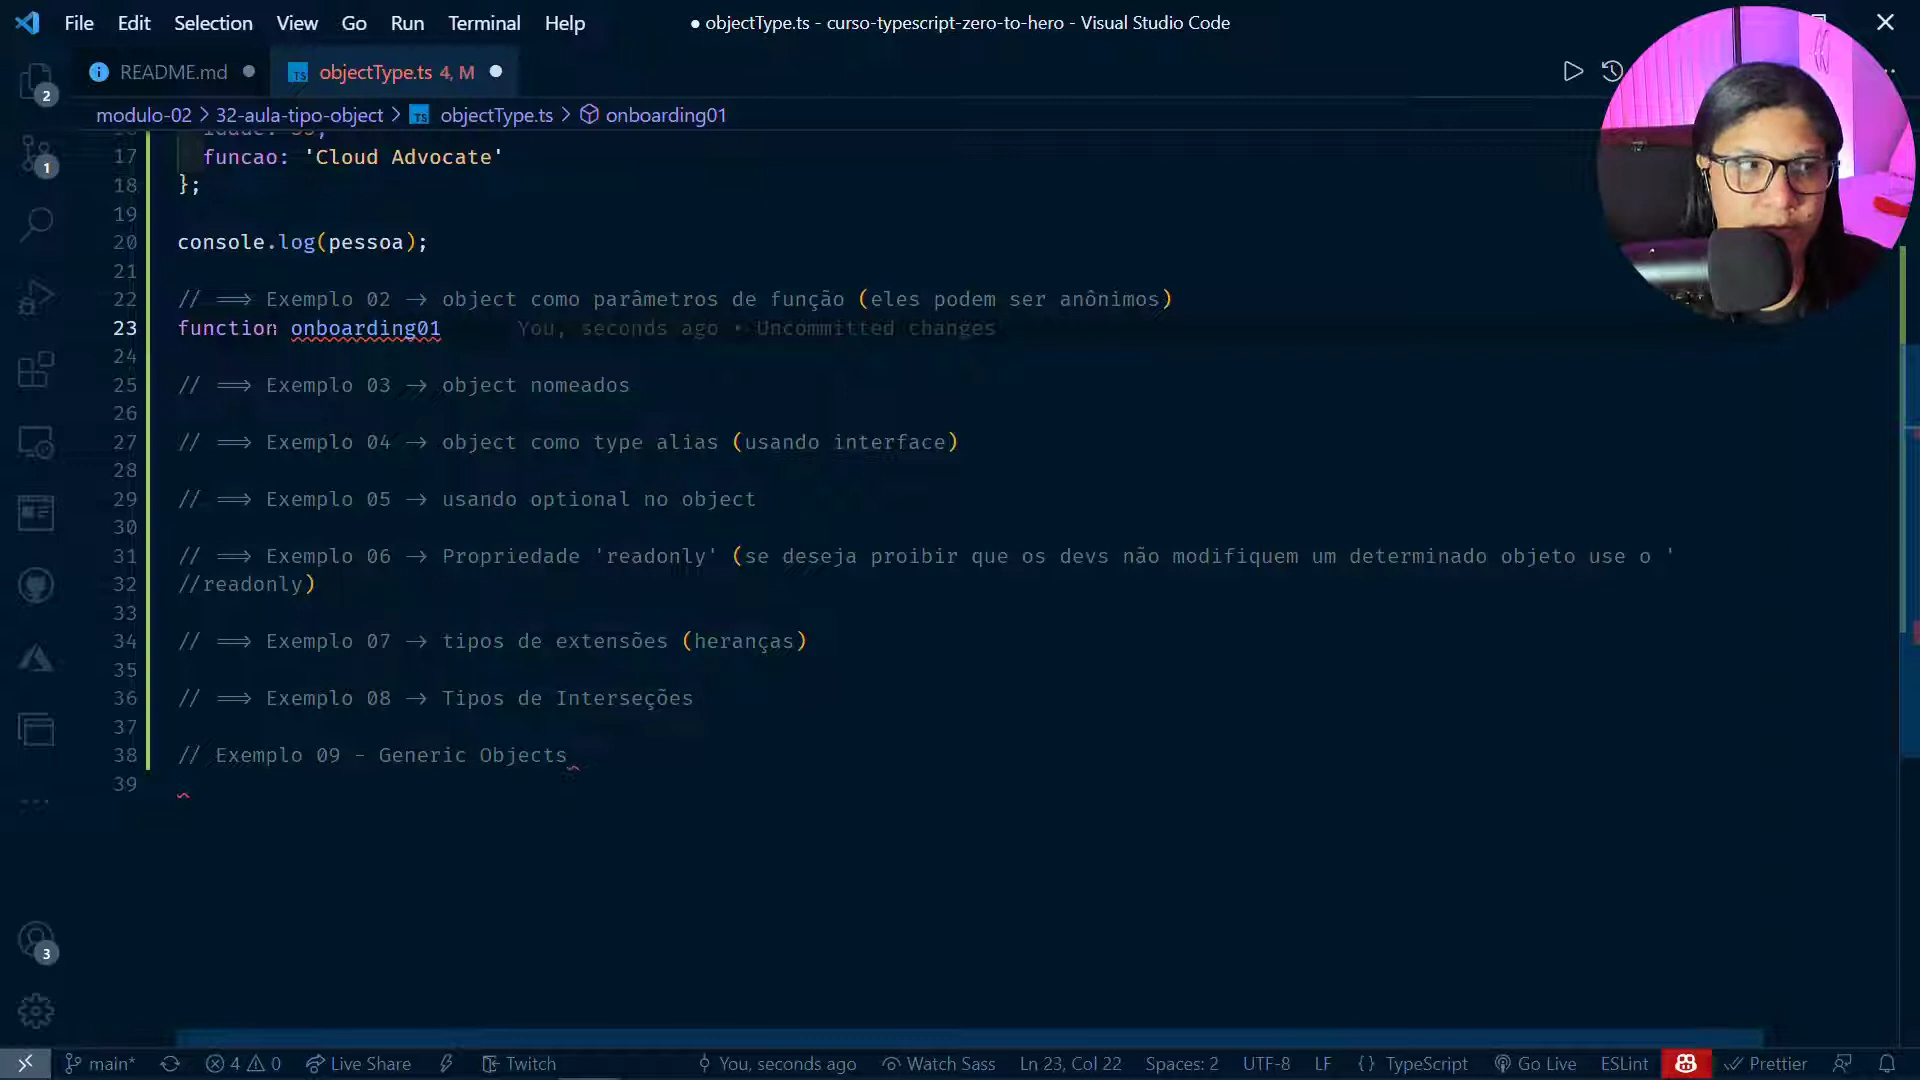 File Edit Selection View Go Run Terminal Help
● objectType.ts - curso-typescript-zero-to-hero - Visual Studio Code
README.md
TS objectType.ts 4, M
modulo-02 > 32-aula-tipo-object > TS objectType.ts > onboarding01
17 funcao: 'Cloud Advocate'
18 };
19
20 console.log(pessoa);
21
22 // ==> Exemplo 02 -> object como parâmetros de função (eles podem ser anônimos)
23 function onboarding01 You, seconds ago • Uncommitted changes
24
25 // ==> Exemplo 03 -> object nomeados
26
27 // ==> Exemplo 04 -> object como type alias (usando interface)
28
29 // ==> Exemplo 05 -> usando optional no object
30
31 // ==> Exemplo 06 -> Propriedade 'readonly' (se deseja proibir que os devs não modifiquem um determinado objeto use o '
32 //readonly)
33
34 // ==> Exemplo 07 -> tipos de extensões (heranças)
35
36 // ==> Exemplo 08 -> Tipos de Interseções
37
38 // Exemplo 09 - Generic Objects
39
2
1
3
main* 4 0 Live Share Twitch You, seconds ago Watch Sass Ln 23, Col 22 Spaces: 2 UTF-8 LF {} TypeScript Go Live ESLint Prettier